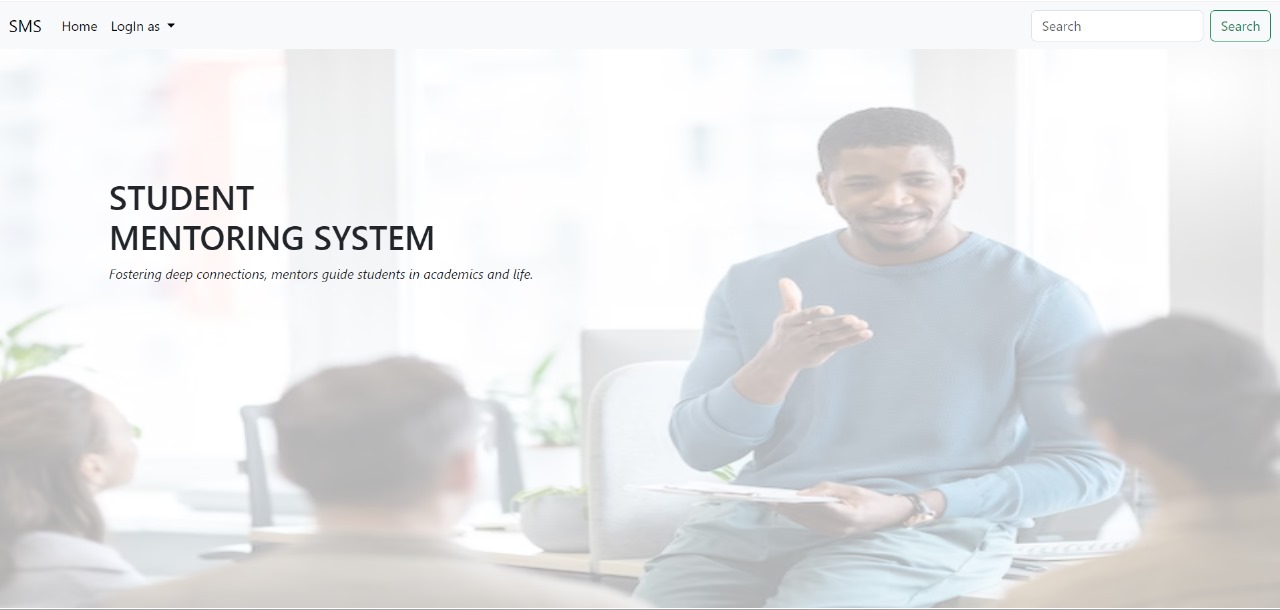 SMS Home LogIn as Search Search
STUDENT
MENTORING SYSTEM
Fostering deep connections, mentors guide students in academics and life.